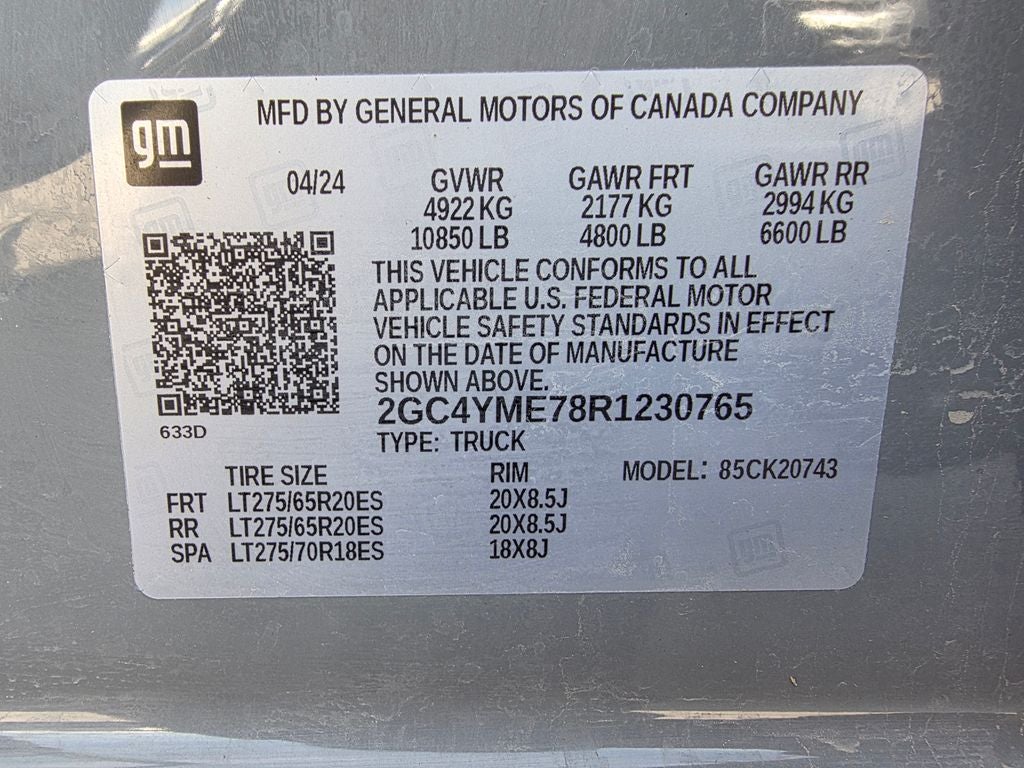 gm
MFD BY GENERAL MOTORS OF CANADA COMPANY
04/24 GVWR GAWR FRT GAWR RR
4922 KG 2177 KG 2994 KG
10850 LB 4800 LB 6600 LB
THIS VEHICLE CONFORMS TO ALL
APPLICABLE U.S. FEDERAL MOTOR
VEHICLE SAFETY STANDARDS IN EFFECT
ON THE DATE OF MANUFACTURE
SHOWN ABOVE.
2GC4YME78R1230765
633D
TYPE: TRUCK
TIRE SIZE RIM MODEL: 85CK20743
FRT LT275/65R20ES 20X8.5J
RR LT275/65R20ES 20X8.5J
SPA LT275/70R18ES 18X8J
gm